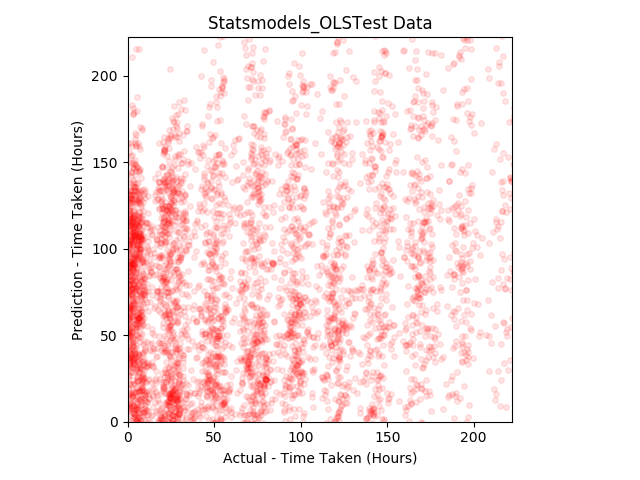 Statsmodels_OLSTest Data
Prediction - Time Taken (Hours)
200
150
100
50
0
0 50 100 150 200
Actual - Time Taken (Hours)